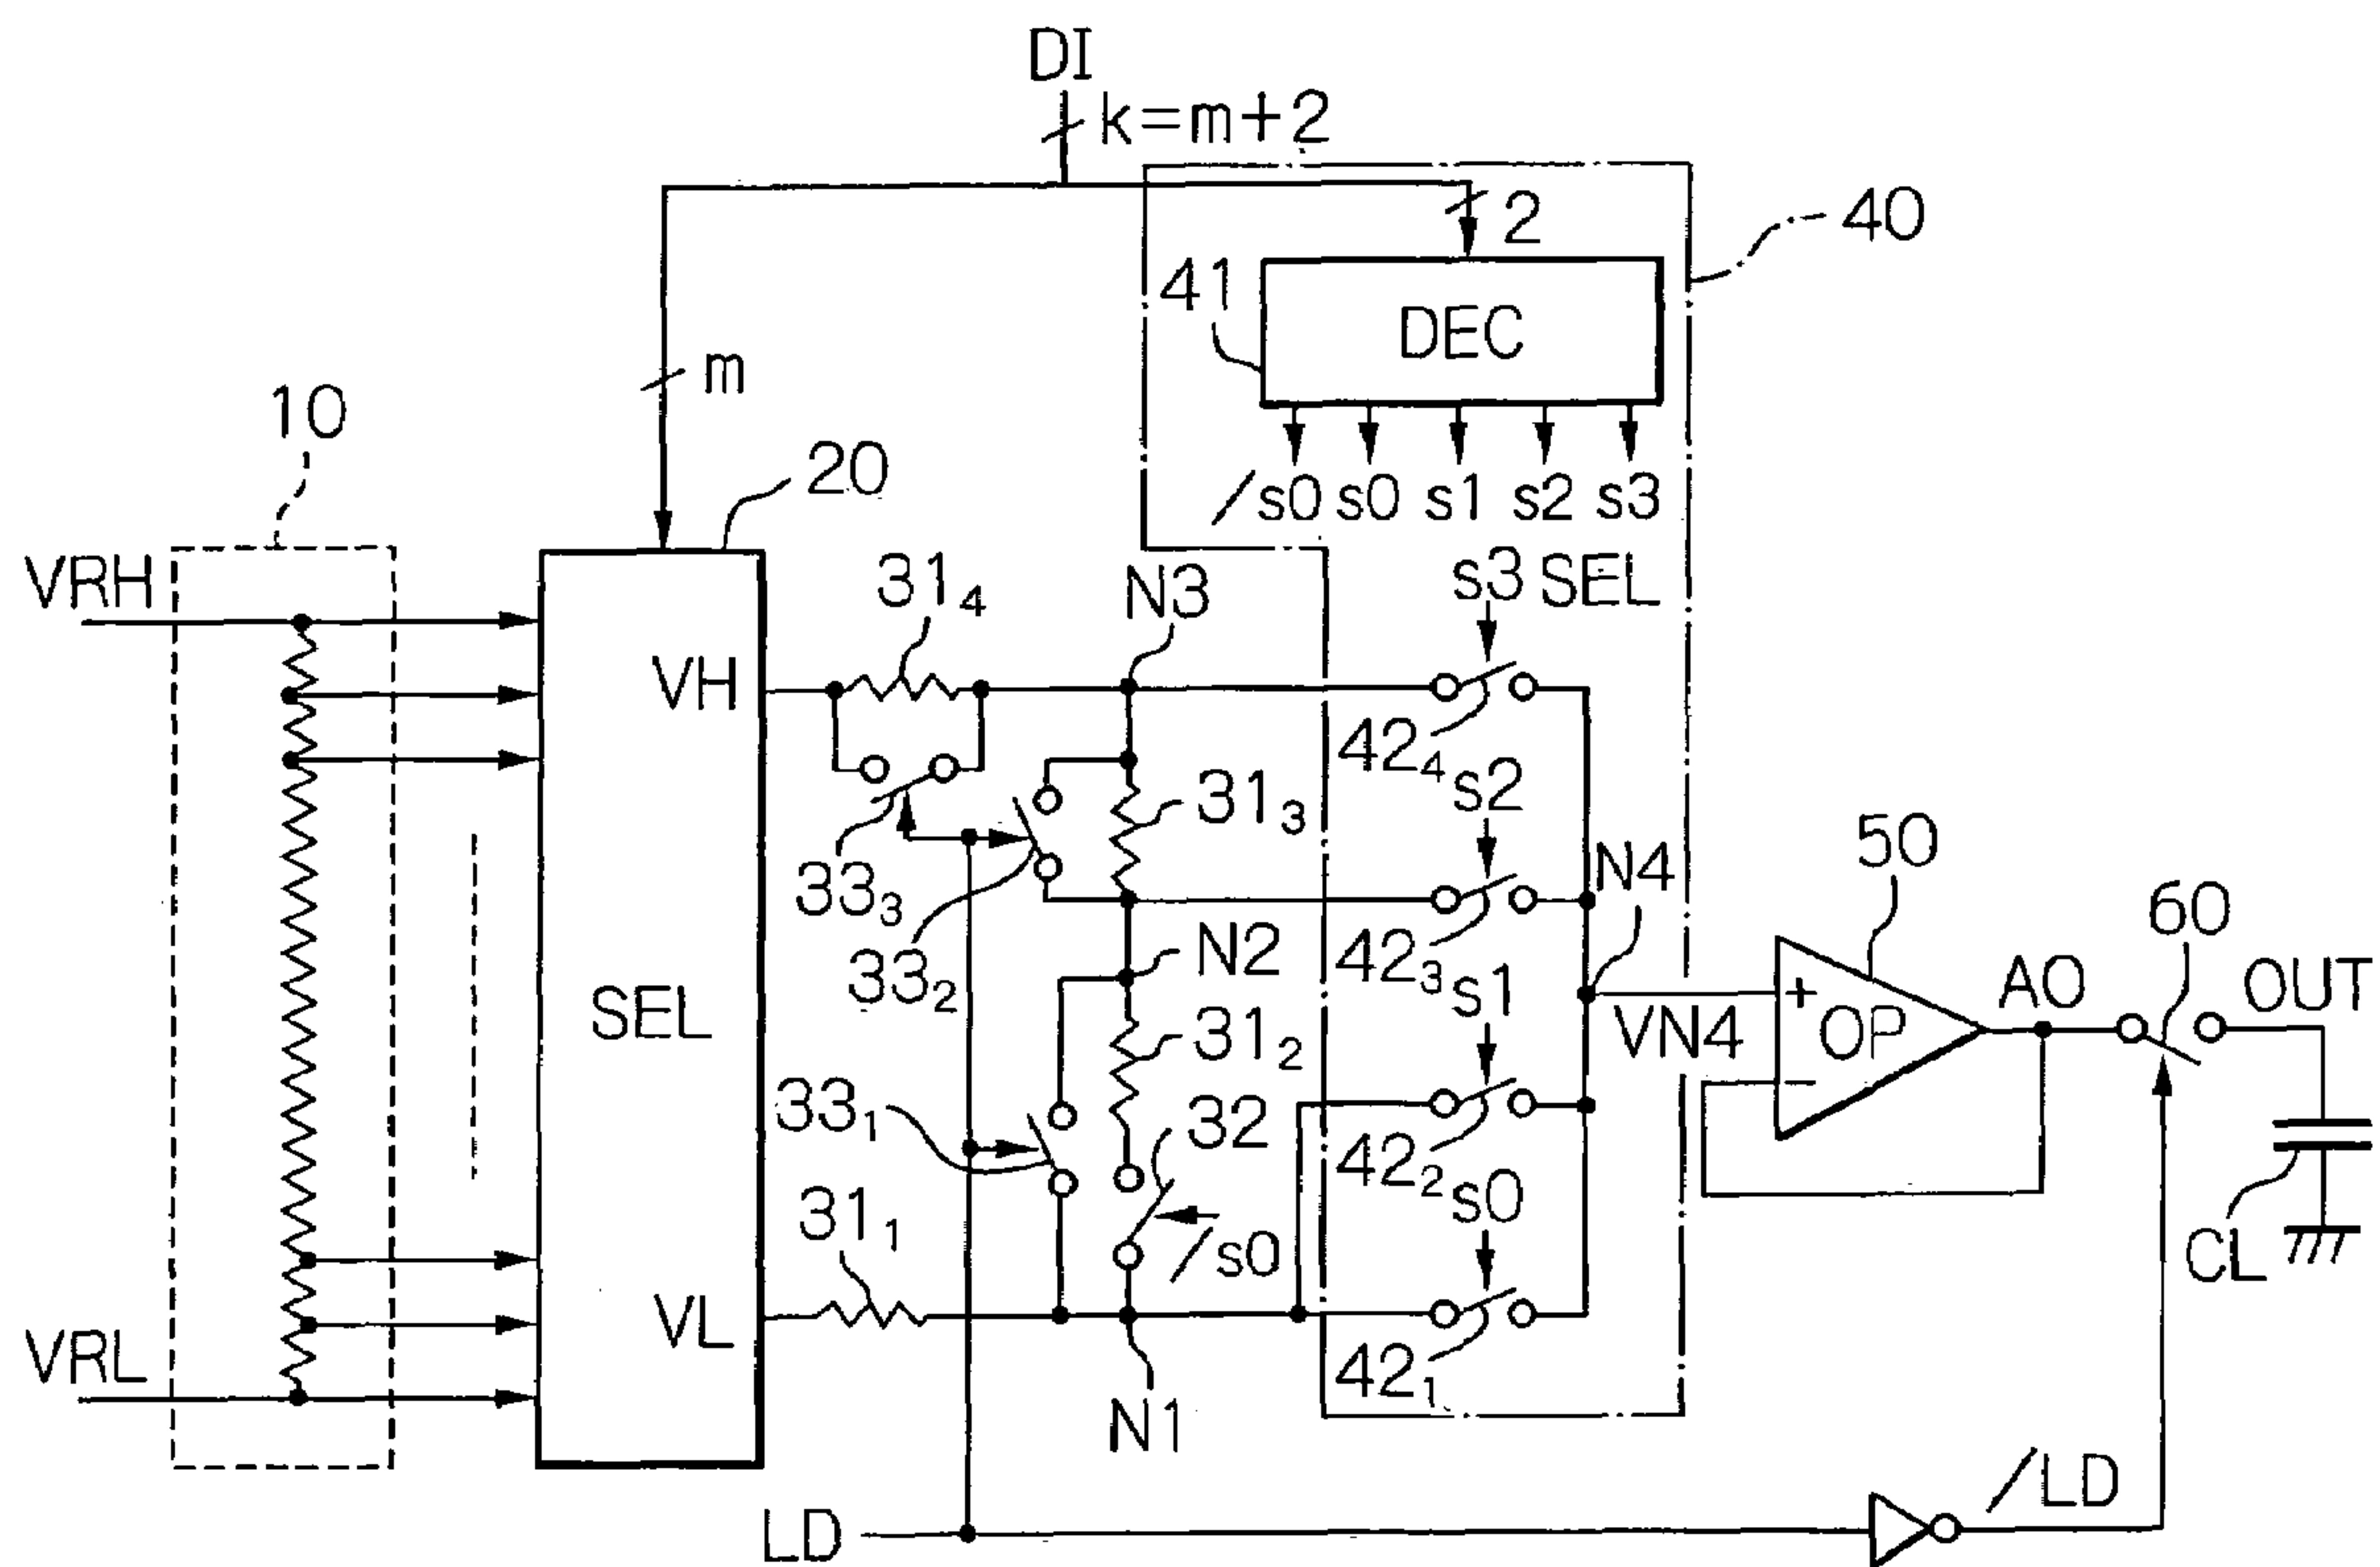 DI
k=m+2
2
40
41
DEC
m
10
20
/s0 s0 s1 s2 s3
VRH
31₄
N3
s3 SEL
VH
42₄
s2
31₃
33₃
50
N4
60
33₂
N2
42₃
s1
AO
OUT
SEL
+
OP
VN4
31₂
−
33₁
32
42₂
s0
31₁
/s0
CL
VL
VRL
42₁
N1
/LD
LD